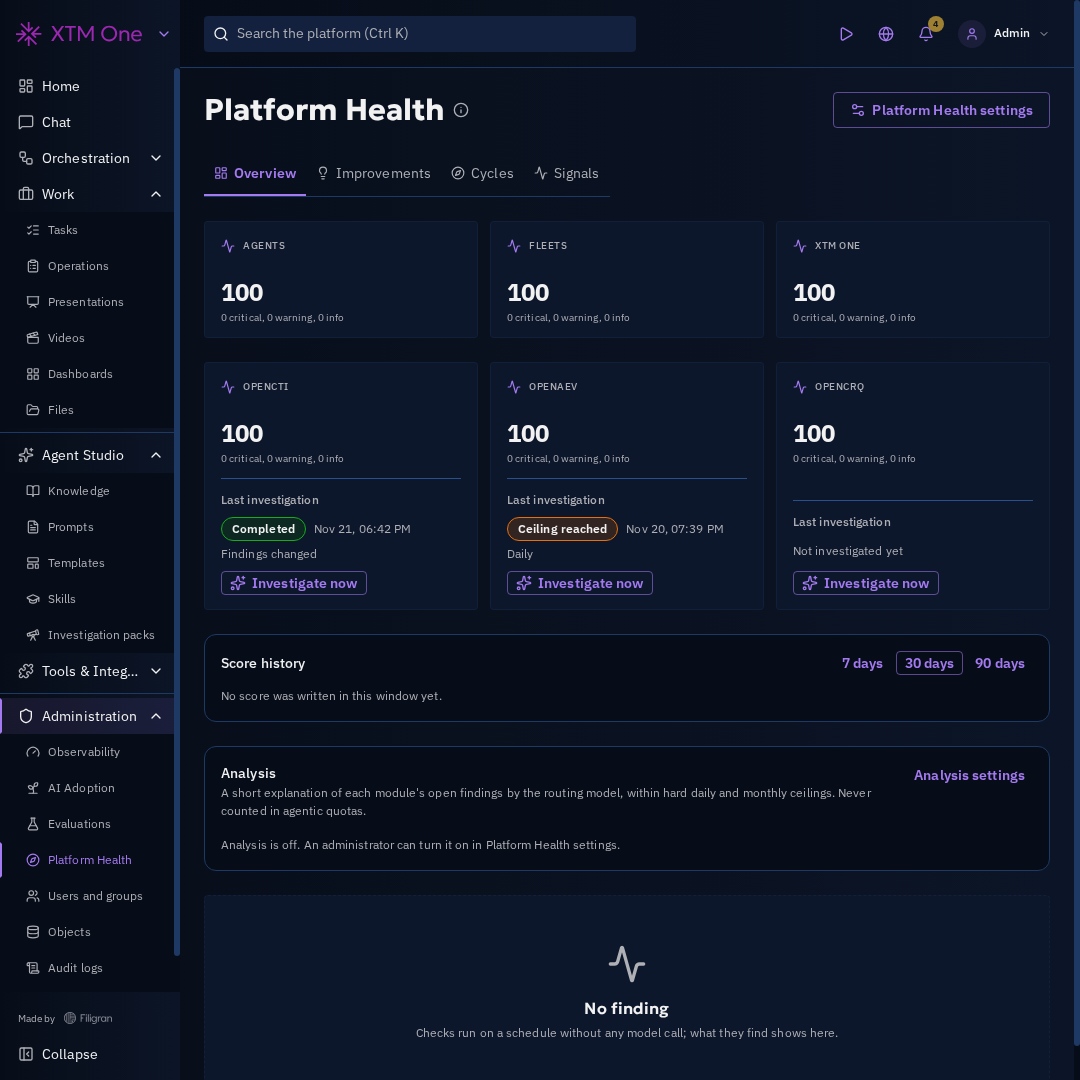 XTM One
Search the platform (Ctrl K)
4
Admin
Home
Chat
Orchestration
Work
Tasks
Operations
Presentations
Videos
Dashboards
Files
Agent Studio
Knowledge
Prompts
Templates
Skills
Investigation packs
Tools & Integ...
Administration
Observability
AI Adoption
Evaluations
Platform Health
Users and groups
Objects
Audit logs
Made by Filigran
Collapse
Platform Health
Platform Health settings
Overview
Improvements
Cycles
Signals
AGENTS
100
0 critical, 0 warning, 0 info
FLEETS
100
0 critical, 0 warning, 0 info
XTM ONE
100
0 critical, 0 warning, 0 info
OPENCTI
100
0 critical, 0 warning, 0 info
Last investigation
Completed Nov 21, 06:42 PM
Findings changed
Investigate now
OPENAEV
100
0 critical, 0 warning, 0 info
Last investigation
Ceiling reached Nov 20, 07:39 PM
Daily
Investigate now
OPENCRQ
100
0 critical, 0 warning, 0 info
Last investigation
Not investigated yet
Investigate now
Score history
7 days 30 days 90 days
No score was written in this window yet.
Analysis
Analysis settings
A short explanation of each module's open findings by the routing model, within hard daily and monthly ceilings. Never
counted in agentic quotas.
Analysis is off. An administrator can turn it on in Platform Health settings.
No finding
Checks run on a schedule without any model call; what they find shows here.